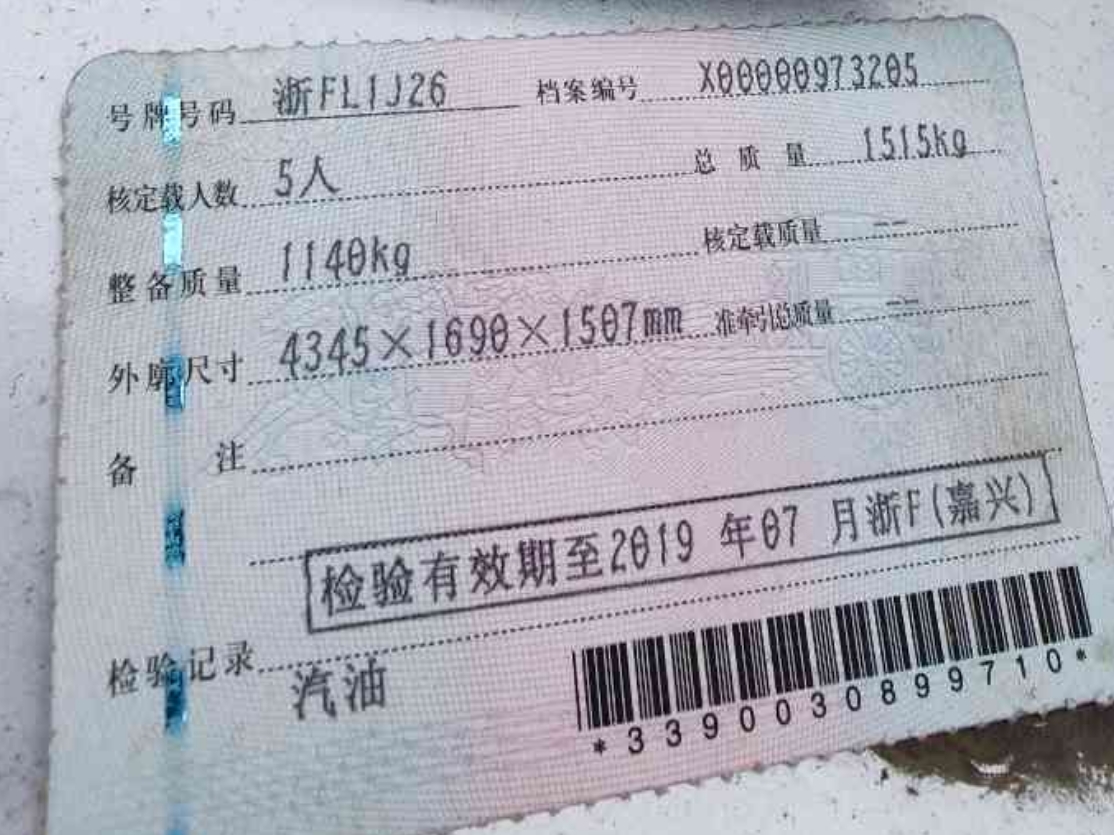 号牌号码 浙FL1J26 档案编号 X00000973205
核定载人数 5人 总质量 1515kg
整备质量 1140kg 核定载质量 --
外廓尺寸 4345×1690×1507mm 准牵引总质量 --
备注
检验有效期至2019 年07 月浙F(嘉兴)
检验记录
汽油
*3390030899710*